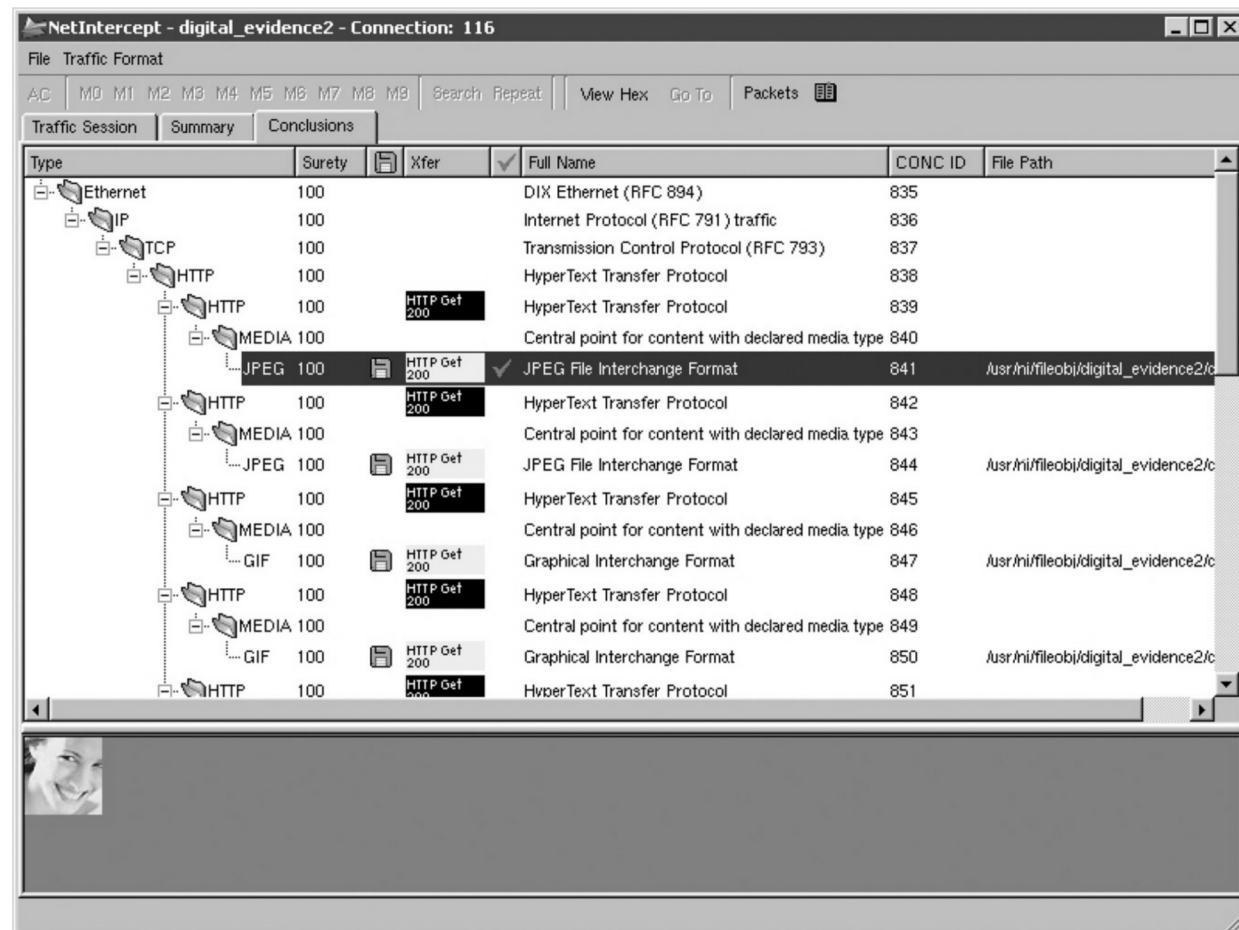 NetIntercept - digital_evidence2 - Connection: 116
File Traffic Format
AC M0 M1 M2 M3 M4 M5 M6 M7 M8 M9 Search Repeat View Hex Go To Packets
Traffic Session Summary Conclusions
Type Surety Xfer Full Name CONC ID File Path
Ethernet 100 DIX Ethernet (RFC 894) 835
IP 100 Internet Protocol (RFC 791) traffic 836
TCP 100 Transmission Control Protocol (RFC 793) 837
HTTP 100 HyperText Transfer Protocol 838
HTTP 100 HTTP Get 200 HyperText Transfer Protocol 839
MEDIA 100 Central point for content with declared media type 840
JPEG 100 HTTP Get 200 JPEG File Interchange Format 841 /usr/ni/fileobj/digital_evidence2/c
HTTP 100 HTTP Get 200 HyperText Transfer Protocol 842
MEDIA 100 Central point for content with declared media type 843
JPEG 100 HTTP Get 200 JPEG File Interchange Format 844 /usr/ni/fileobj/digital_evidence2/c
HTTP 100 HTTP Get 200 HyperText Transfer Protocol 845
MEDIA 100 Central point for content with declared media type 846
GIF 100 HTTP Get 200 Graphical Interchange Format 847 /usr/ni/fileobj/digital_evidence2/c
HTTP 100 HTTP Get 200 HyperText Transfer Protocol 848
MEDIA 100 Central point for content with declared media type 849
GIF 100 HTTP Get 200 Graphical Interchange Format 850 /usr/ni/fileobj/digital_evidence2/c
HTTP 100 HTTP Get 200 HyperText Transfer Protocol 851